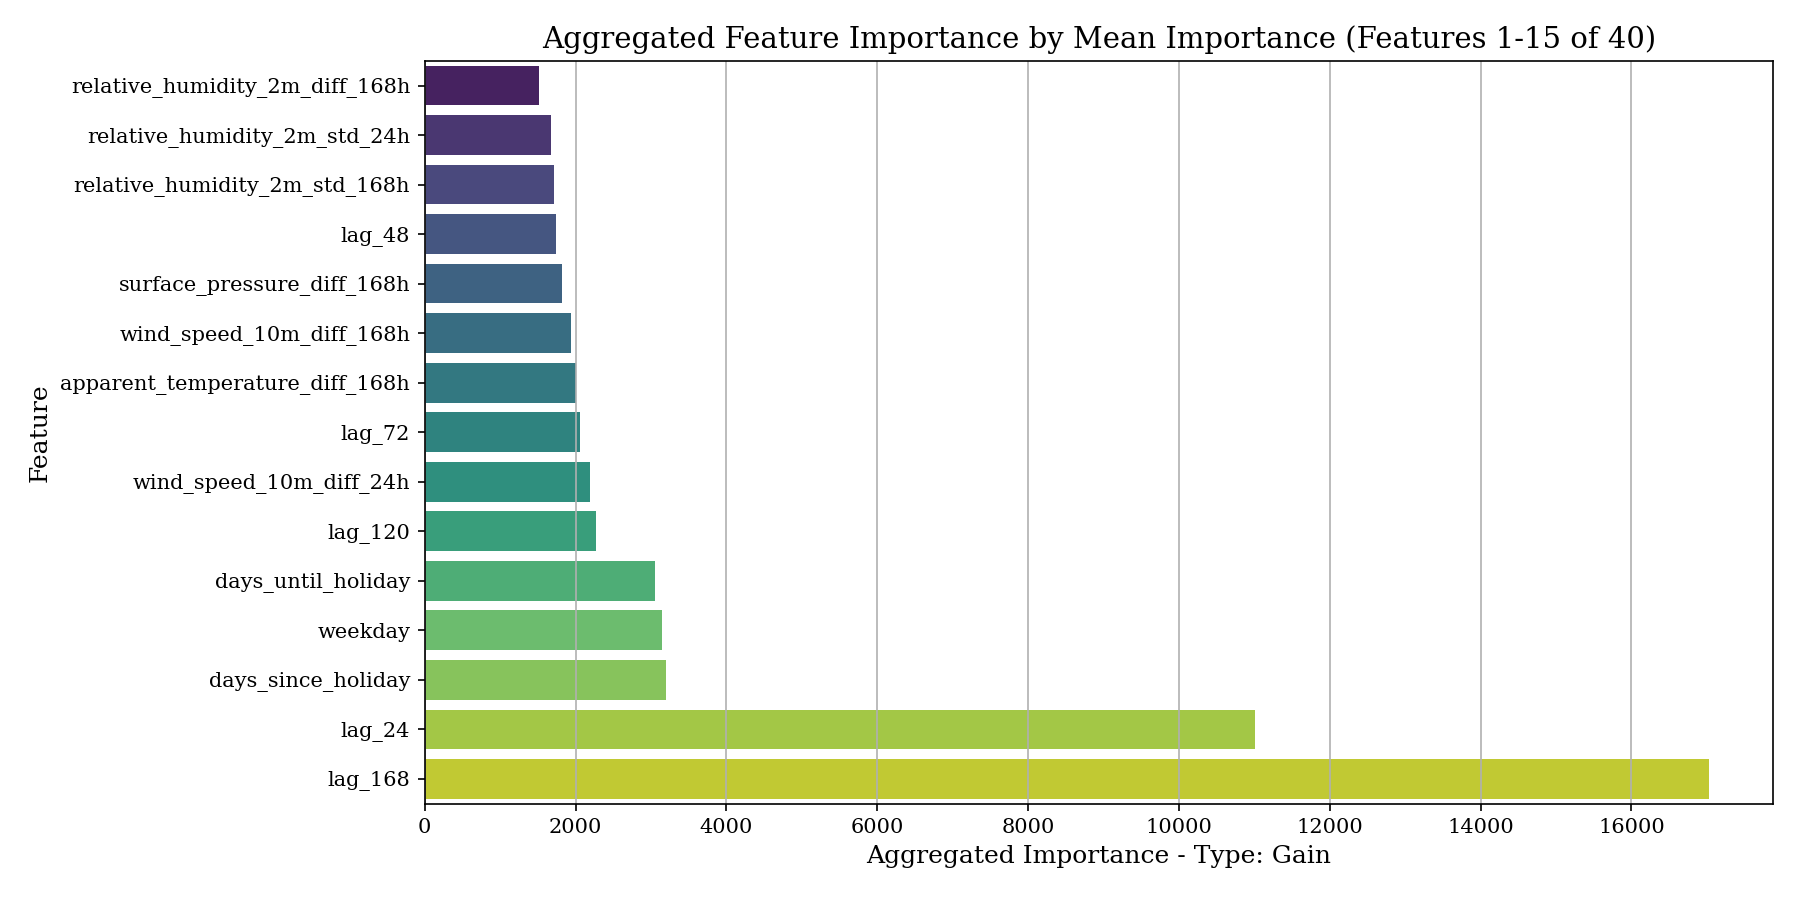 Aggregated Feature Importance by Mean Importance (Features 1-15 of 40)
Feature
relative_humidity_2m_diff_168h
relative_humidity_2m_std_24h
relative_humidity_2m_std_168h
lag_48
surface_pressure_diff_168h
wind_speed_10m_diff_168h
apparent_temperature_diff_168h
lag_72
wind_speed_10m_diff_24h
lag_120
days_until_holiday
weekday
days_since_holiday
lag_24
lag_168
0 2000 4000 6000 8000 10000 12000 14000 16000
Aggregated Importance - Type: Gain